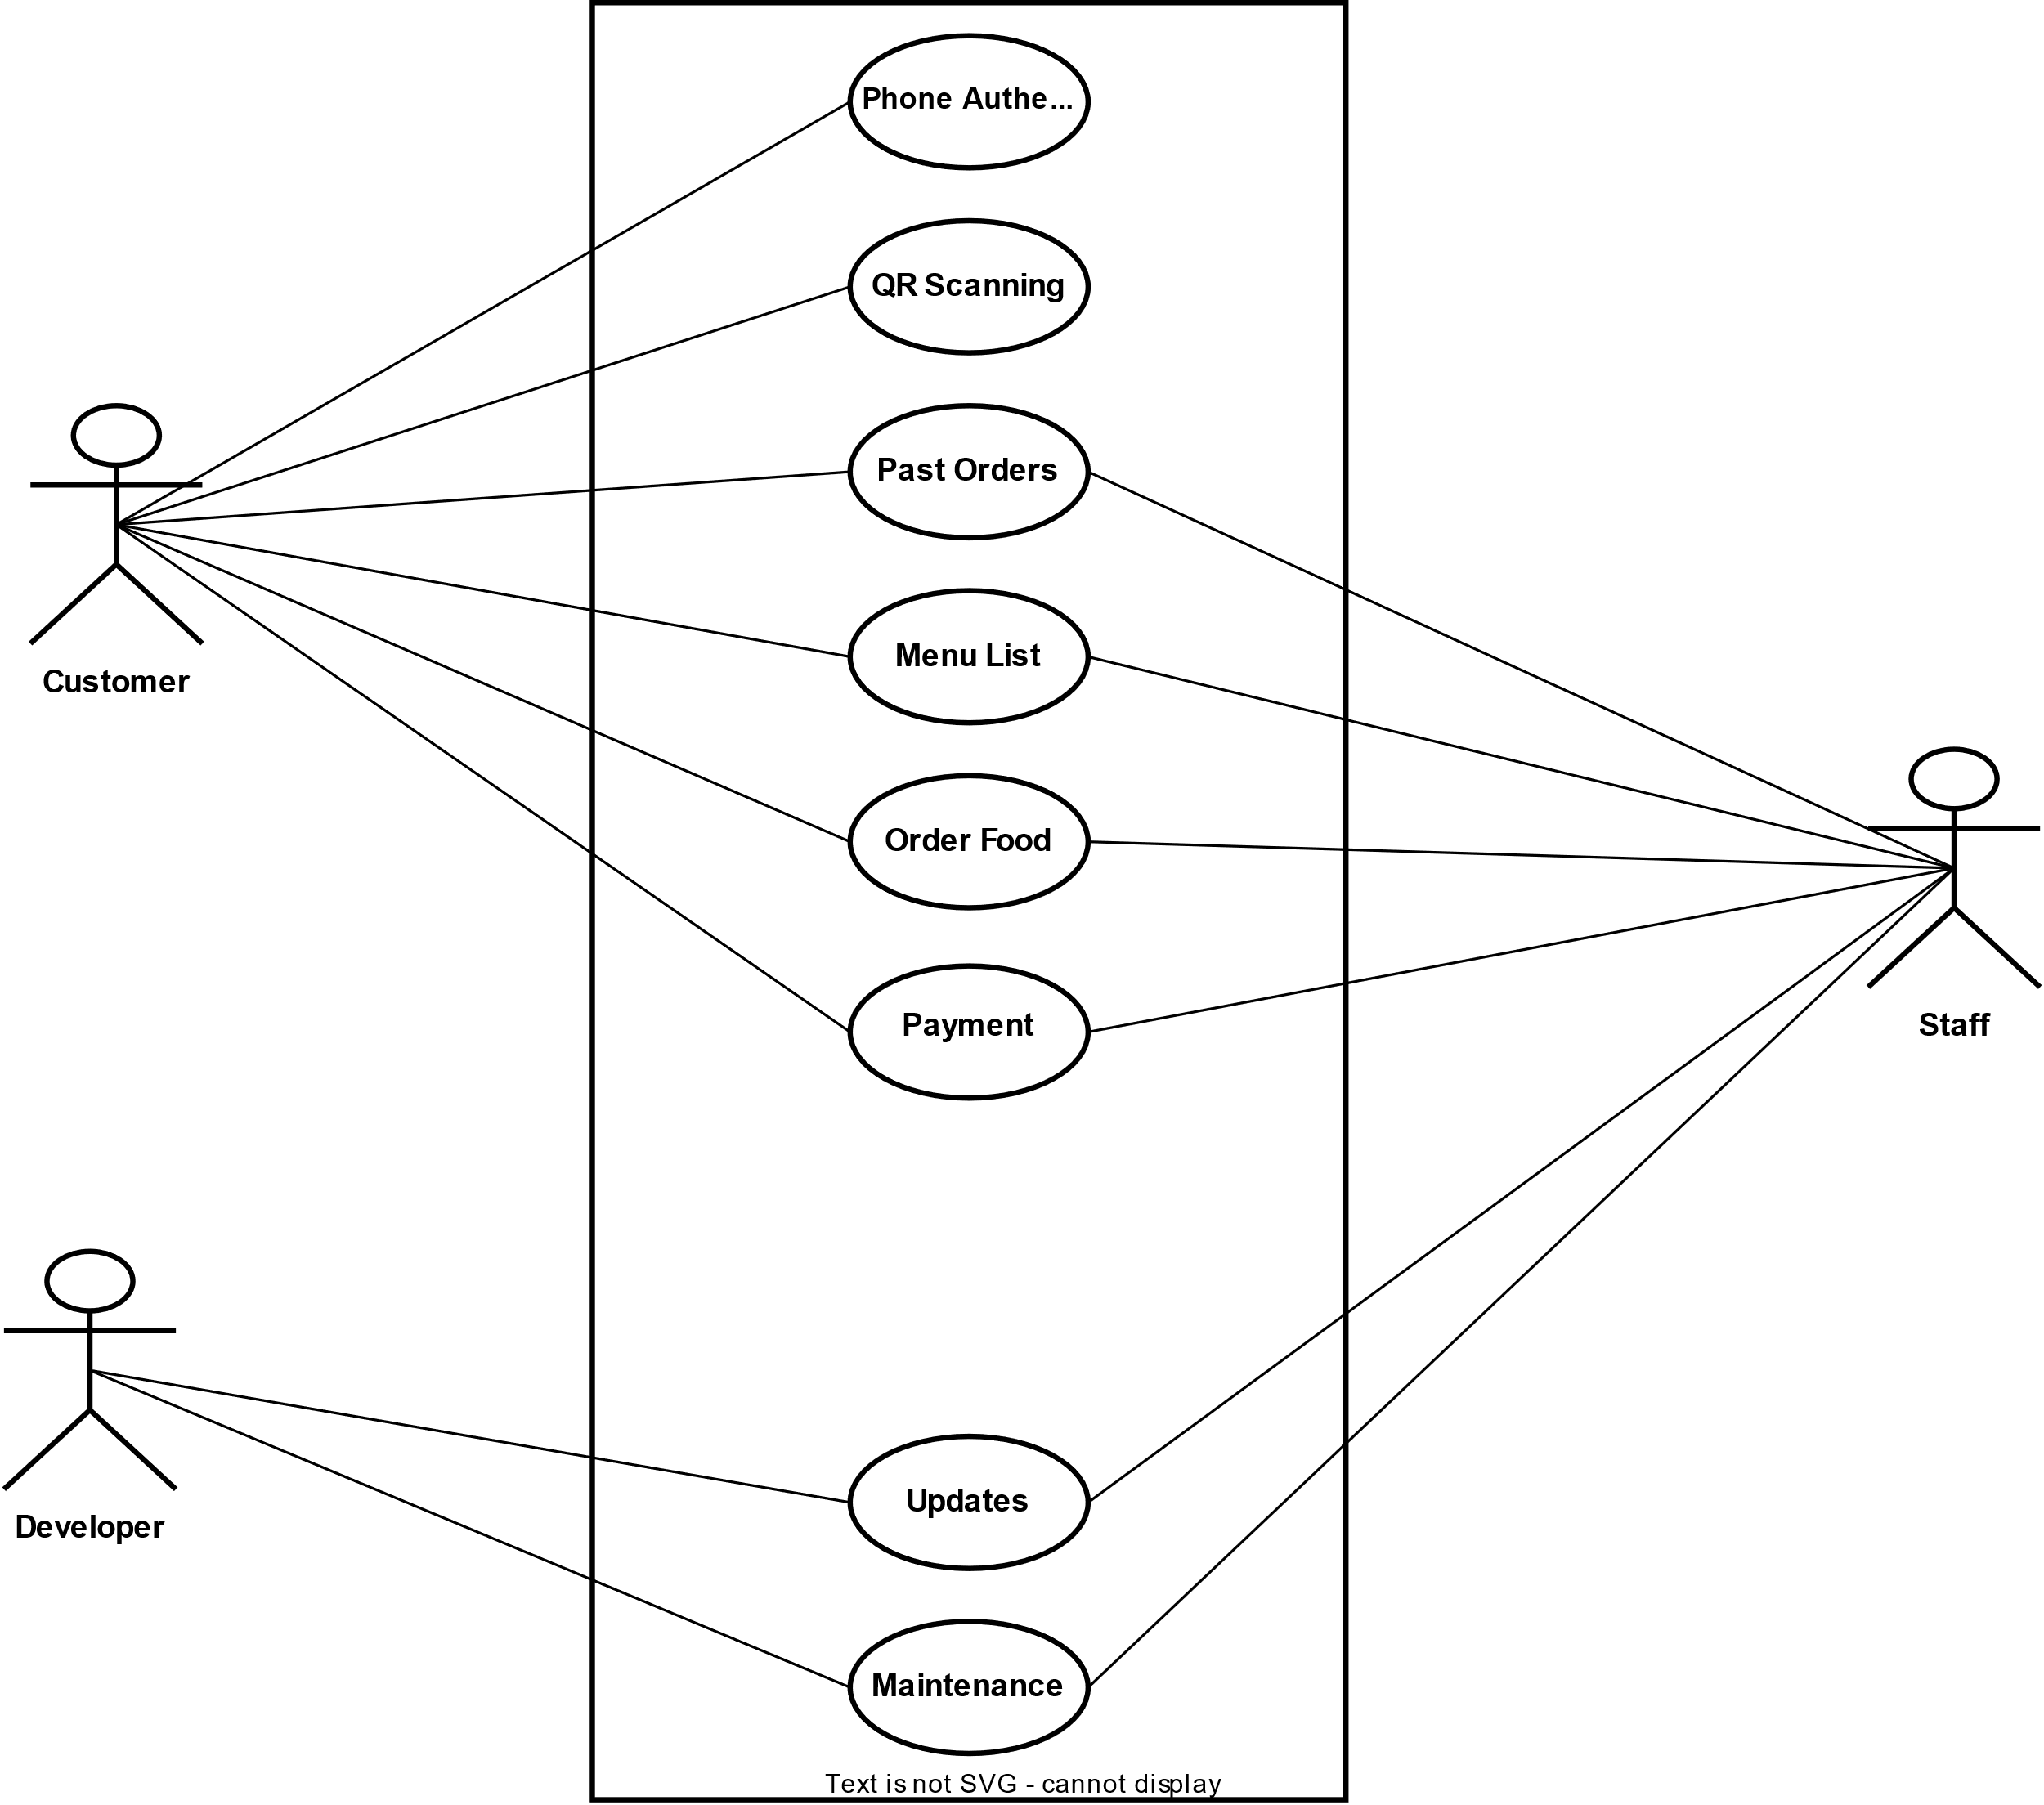 Phone Authe...
QR Scanning
Past Orders
Menu List
Customer
Order Food
Payment
Staff
Updates
Developer
Maintenance
Text is not SVG - cannot display